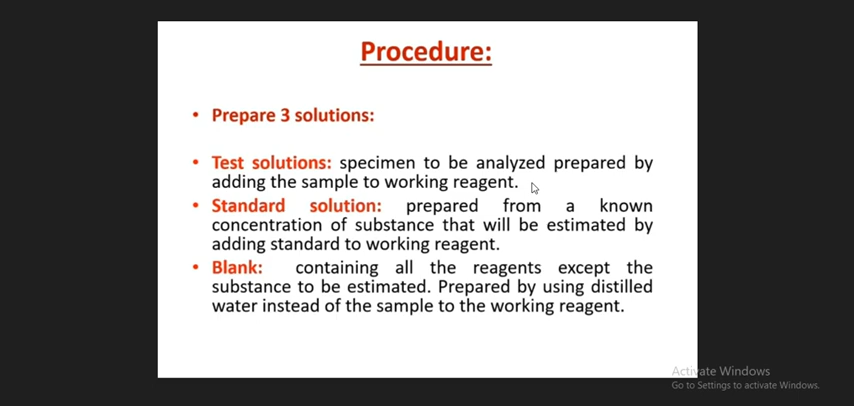 Procedure:
• Prepare 3 solutions:
• Test solutions: specimen to be analyzed prepared by
adding the sample to working reagent.
• Standard solution: prepared from a known
concentration of substance that will be estimated by
adding standard to working reagent.
• Blank: containing all the reagents except the
substance to be estimated. Prepared by using distilled
water instead of the sample to the working reagent.
Activate Windows
Go to Settings to activate Windows.